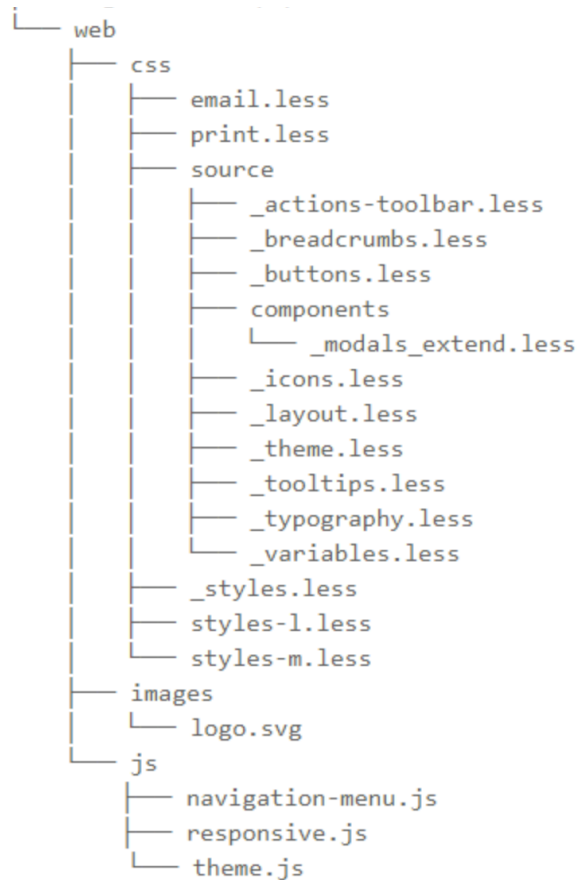 web
css
email.less
print.less
source
_actions-toolbar.less
_breadcrumbs.less
_buttons.less
components
_modals_extend.less
_icons.less
_layout.less
_theme.less
_tooltips.less
_typography.less
_variables.less
_styles.less
styles-l.less
styles-m.less
images
logo.svg
js
navigation-menu.js
responsive.js
theme.js